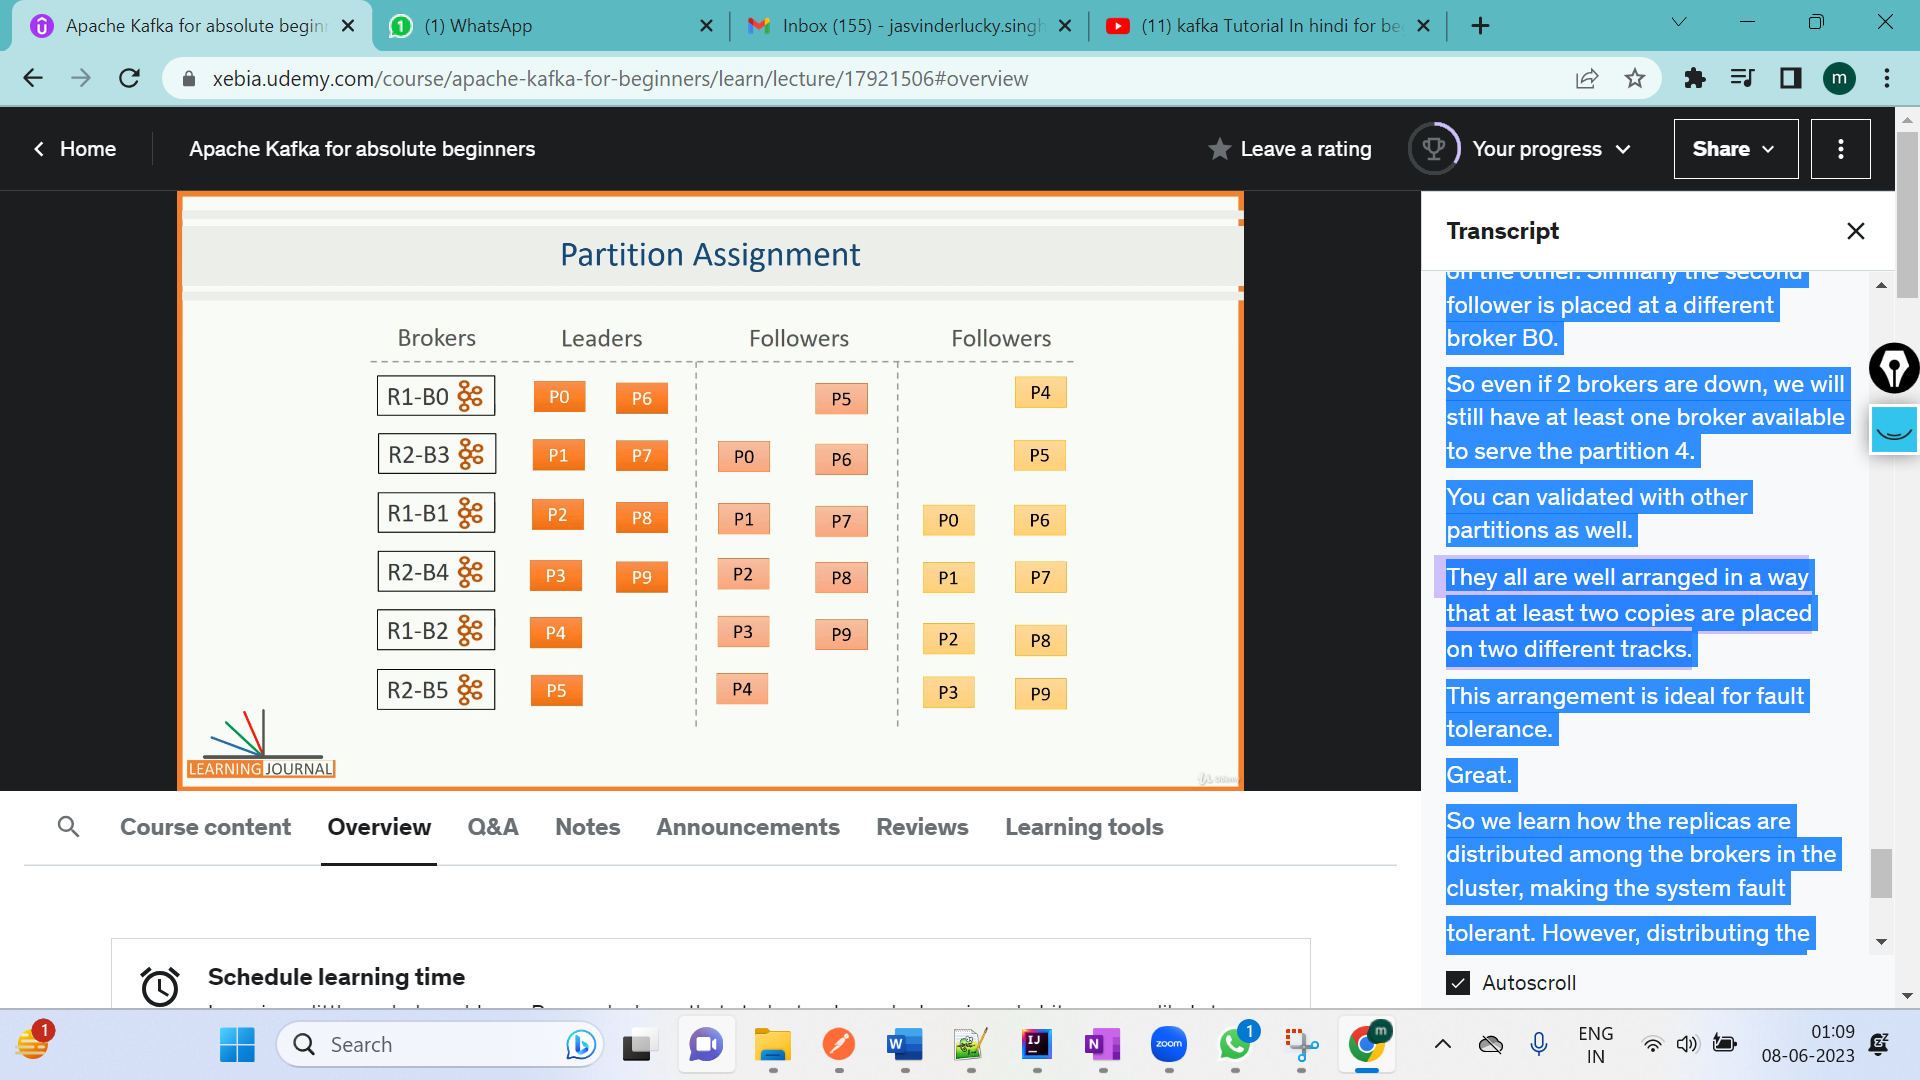 Apache Kafka for absolute begin
(1) WhatsApp
Inbox (155) - jasvinderlucky.singh
(11) kafka Tutorial In hindi for be
xebia.udemy.com/course/apache-kafka-for-beginners/learn/lecture/17921506#overview
m
Home
Apache Kafka for absolute beginners
Leave a rating
Your progress
Share
Partition Assignment
Brokers Leaders Followers Followers
R1-B0 P0 P6 P5 P4
R2-B3 P1 P7 P0 P6 P5
R1-B1 P2 P8 P1 P7 P0 P6
R2-B4 P3 P9 P2 P8 P1 P7
R1-B2 P4 P3 P9 P2 P8
R2-B5 P5 P4 P3 P9
LEARNING JOURNAL
Transcript
on the other. Similarly the second
follower is placed at a different
broker B0.
So even if 2 brokers are down, we will
still have at least one broker available
to serve the partition 4.
You can validated with other
partitions as well.
They all are well arranged in a way
that at least two copies are placed
on two different tracks.
This arrangement is ideal for fault
tolerance.
Great.
So we learn how the replicas are
distributed among the brokers in the
cluster, making the system fault
tolerant. However, distributing the
Autoscroll
Course content
Overview
Q&A
Notes
Announcements
Reviews
Learning tools
Schedule learning time
1
Search
zoom
1
m
ENG
IN
01:09
08-06-2023